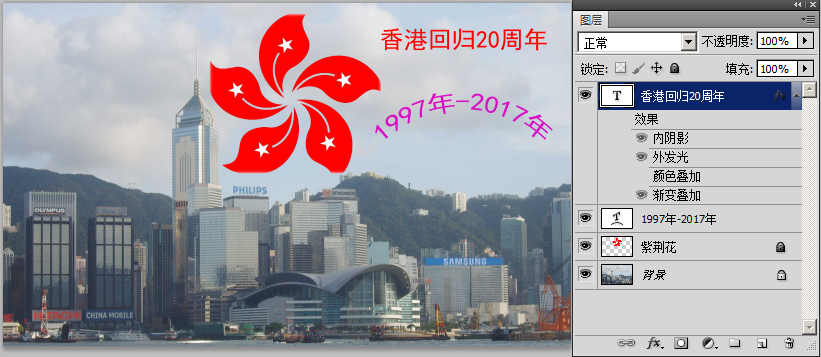 香港回归20周年
1997年-2017年
PHILIPS
OLYMPUS
SAMSUNG
HITACHI
CHINA MOBILE
图层
正常
不透明度: 100%
锁定:
填充: 100%
T 香港回归20周年
效果
内阴影
外发光
颜色叠加
渐变叠加
T 1997年-2017年
紫荆花
背景
fx